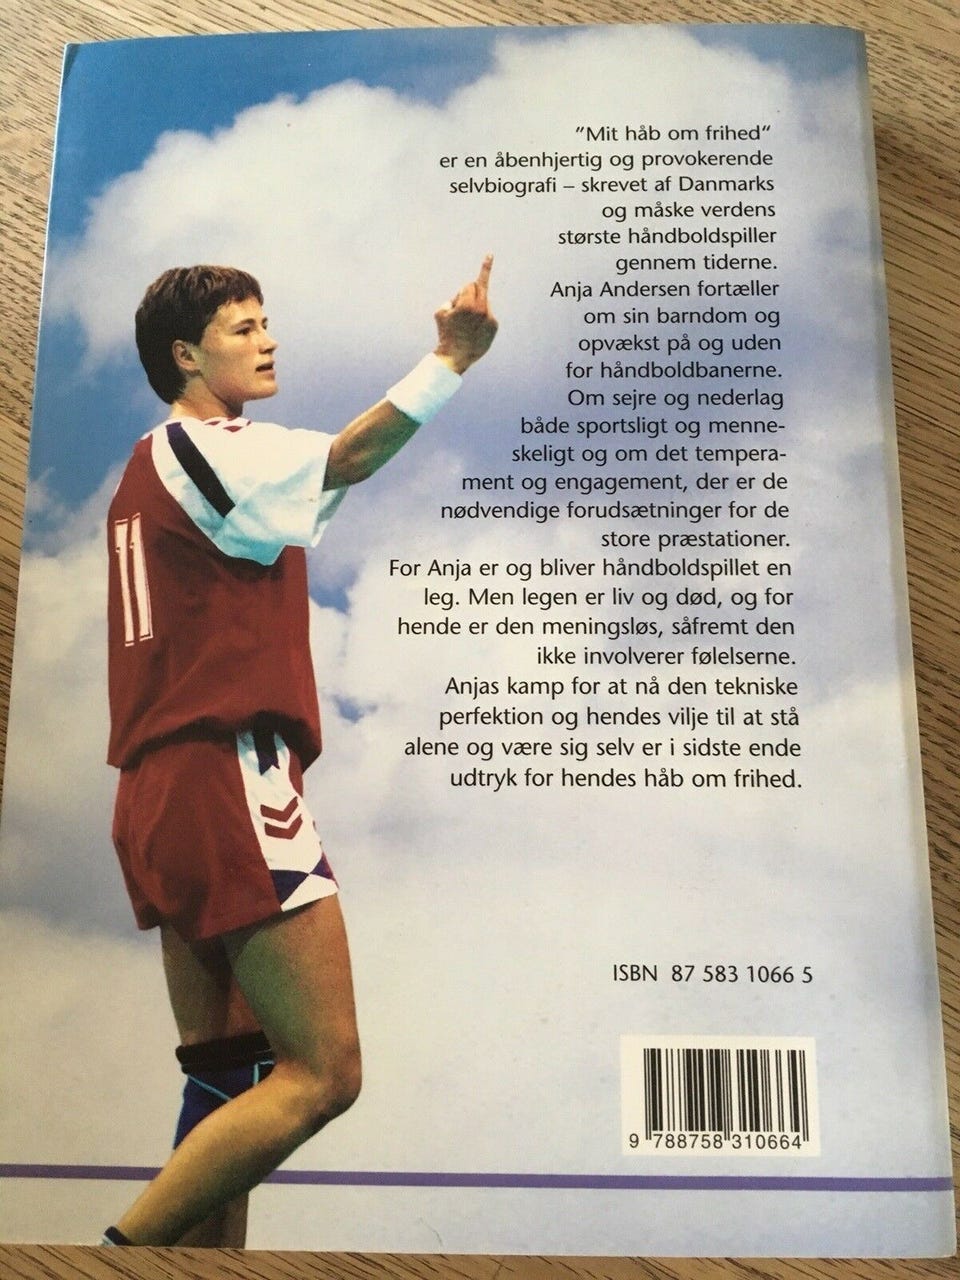 "Mit håb om frihed"
er en åbenhjertig og provokerende
selvbiografi – skrevet af Danmarks
og måske verdens
største håndboldspiller
gennem tiderne.
Anja Andersen fortæller
om sin barndom og
opvækst på og uden
for håndboldbanerne.
Om sejre og nederlag
både sportsligt og menne-
skeligt og om det tempera-
ment og engagement, der er de
nødvendige forudsætninger for de
store præstationer.
For Anja er og bliver håndboldspillet en
leg. Men legen er liv og død, og for
hende er den meningsløs, såfremt den
ikke involverer følelserne.
Anjas kamp for at nå den tekniske
perfektion og hendes vilje til at stå
alene og være sig selv er i sidste ende
udtryk for hendes håb om frihed.
11
ISBN 87 583 1066 5
9 788758 310664